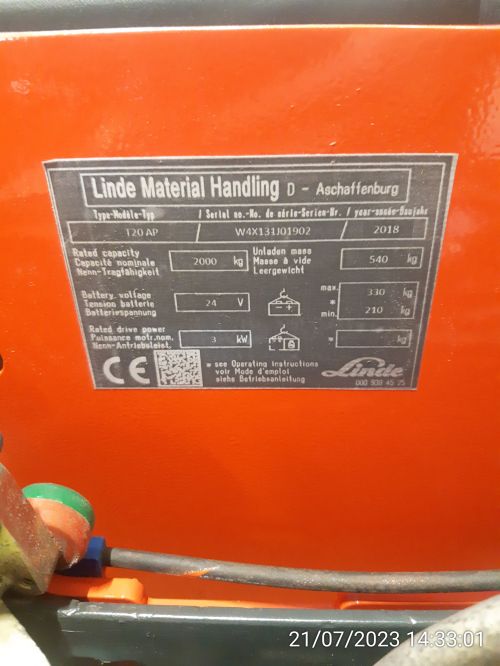 Linde Material Handling D - Aschaffenburg
Type-Modèle-Typ / Serial no.-No. de série-Serien-Nr. / year-année-Baujahr
T20 AP W4X131J01902 2018
Rated capacity
Capacité nominale
Nenn-Tragfähigkeit
2000 kg
Unladen mass
Masse à vide
Leergewicht
540 kg
Battery voltage
Tension batterie
Batteriespannung
24 V
- +
max. 330 kg
*
min. 210 kg
Rated drive power
Puissance motr.nom.
Nenn-Antriebsleist.
3 kW
* kg
CE
* see Operating Instructions
voir Mode d'emploi
siehe Betriebsanleitung
Linde
000 938 45 25
21/07/2023 14:33:01